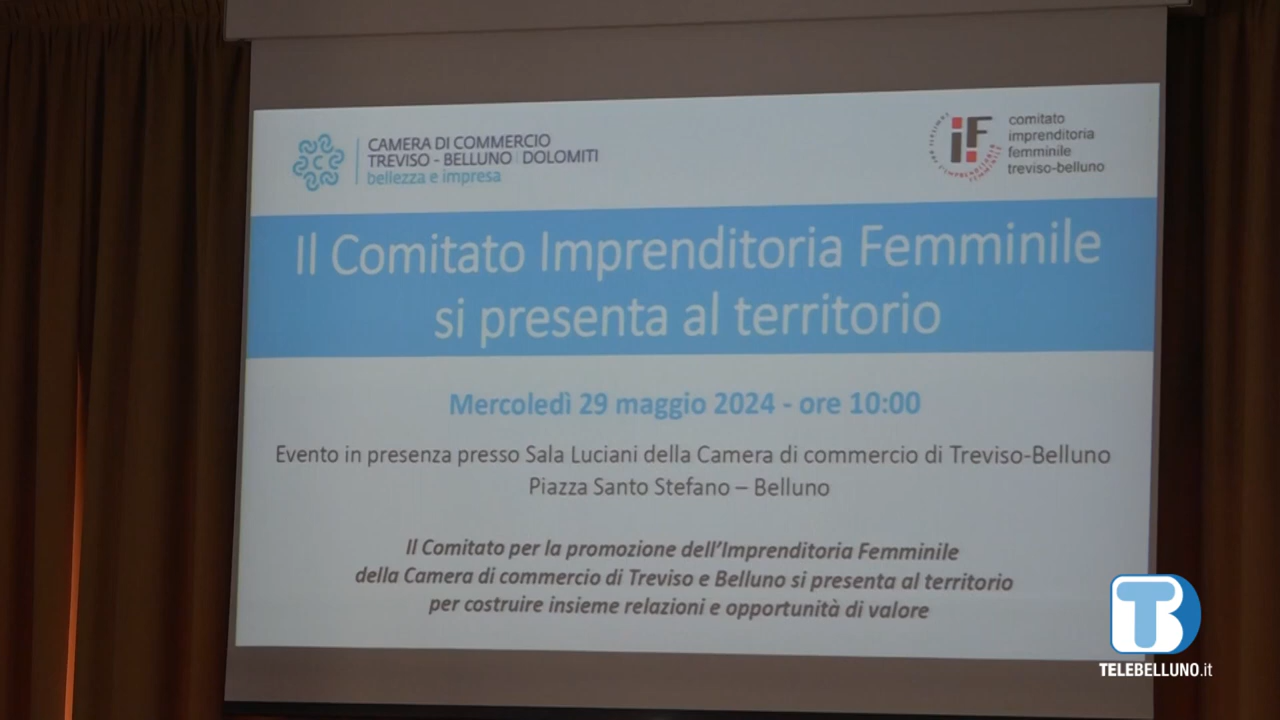 CAMERA DI COMMERCIO
TREVISO - BELLUNO | DOLOMITI
bellezza e impresa
iF
comitato
imprenditoria
femminile
treviso-belluno
Il Comitato Imprenditoria Femminile
si presenta al territorio
Mercoledì 29 maggio 2024 - ore 10:00
Evento in presenza presso Sala Luciani della Camera di commercio di Treviso-Belluno
Piazza Santo Stefano – Belluno
Il Comitato per la promozione dell'Imprenditoria Femminile
della Camera di commercio di Treviso e Belluno si presenta al territorio
per costruire insieme relazioni e opportunità di valore
TB
TELEBELLUNO.it